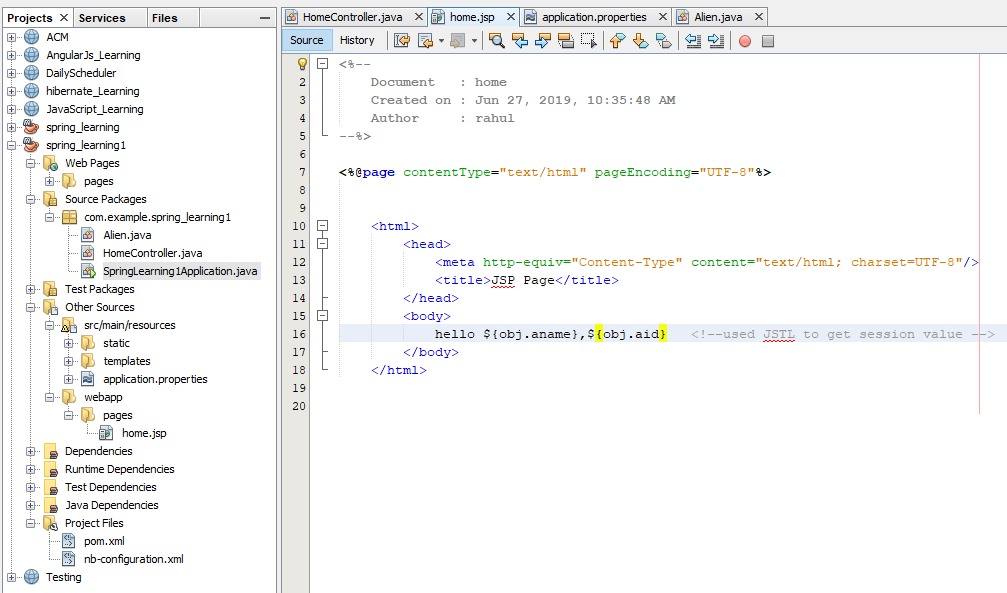 Projects Services Files
ACM
AngularJs_Learning
DailyScheduler
hibernate_Learning
JavaScript_Learning
spring_learning
spring_learning1
Web Pages
pages
Source Packages
com.example.spring_learning1
Alien.java
HomeController.java
SpringLearning1Application.java
Test Packages
Other Sources
src/main/resources
static
templates
application.properties
webapp
pages
home.jsp
Dependencies
Runtime Dependencies
Test Dependencies
Java Dependencies
Project Files
pom.xml
nb-configuration.xml
Testing
HomeController.java home.jsp application.properties Alien.java
Source History
<%--
2 Document : home
3 Created on : Jun 27, 2019, 10:35:48 AM
4 Author : rahul
5 --%>
6
7 <%@page contentType="text/html" pageEncoding="UTF-8"%>
8
9
10 <html>
11 <head>
12 <meta http-equiv="Content-Type" content="text/html; charset=UTF-8"/>
13 <title>JSP Page</title>
14 </head>
15 <body>
16 hello ${obj.aname},${obj.aid} <!--used JSTL to get session value -->
17 </body>
18 </html>
19
20